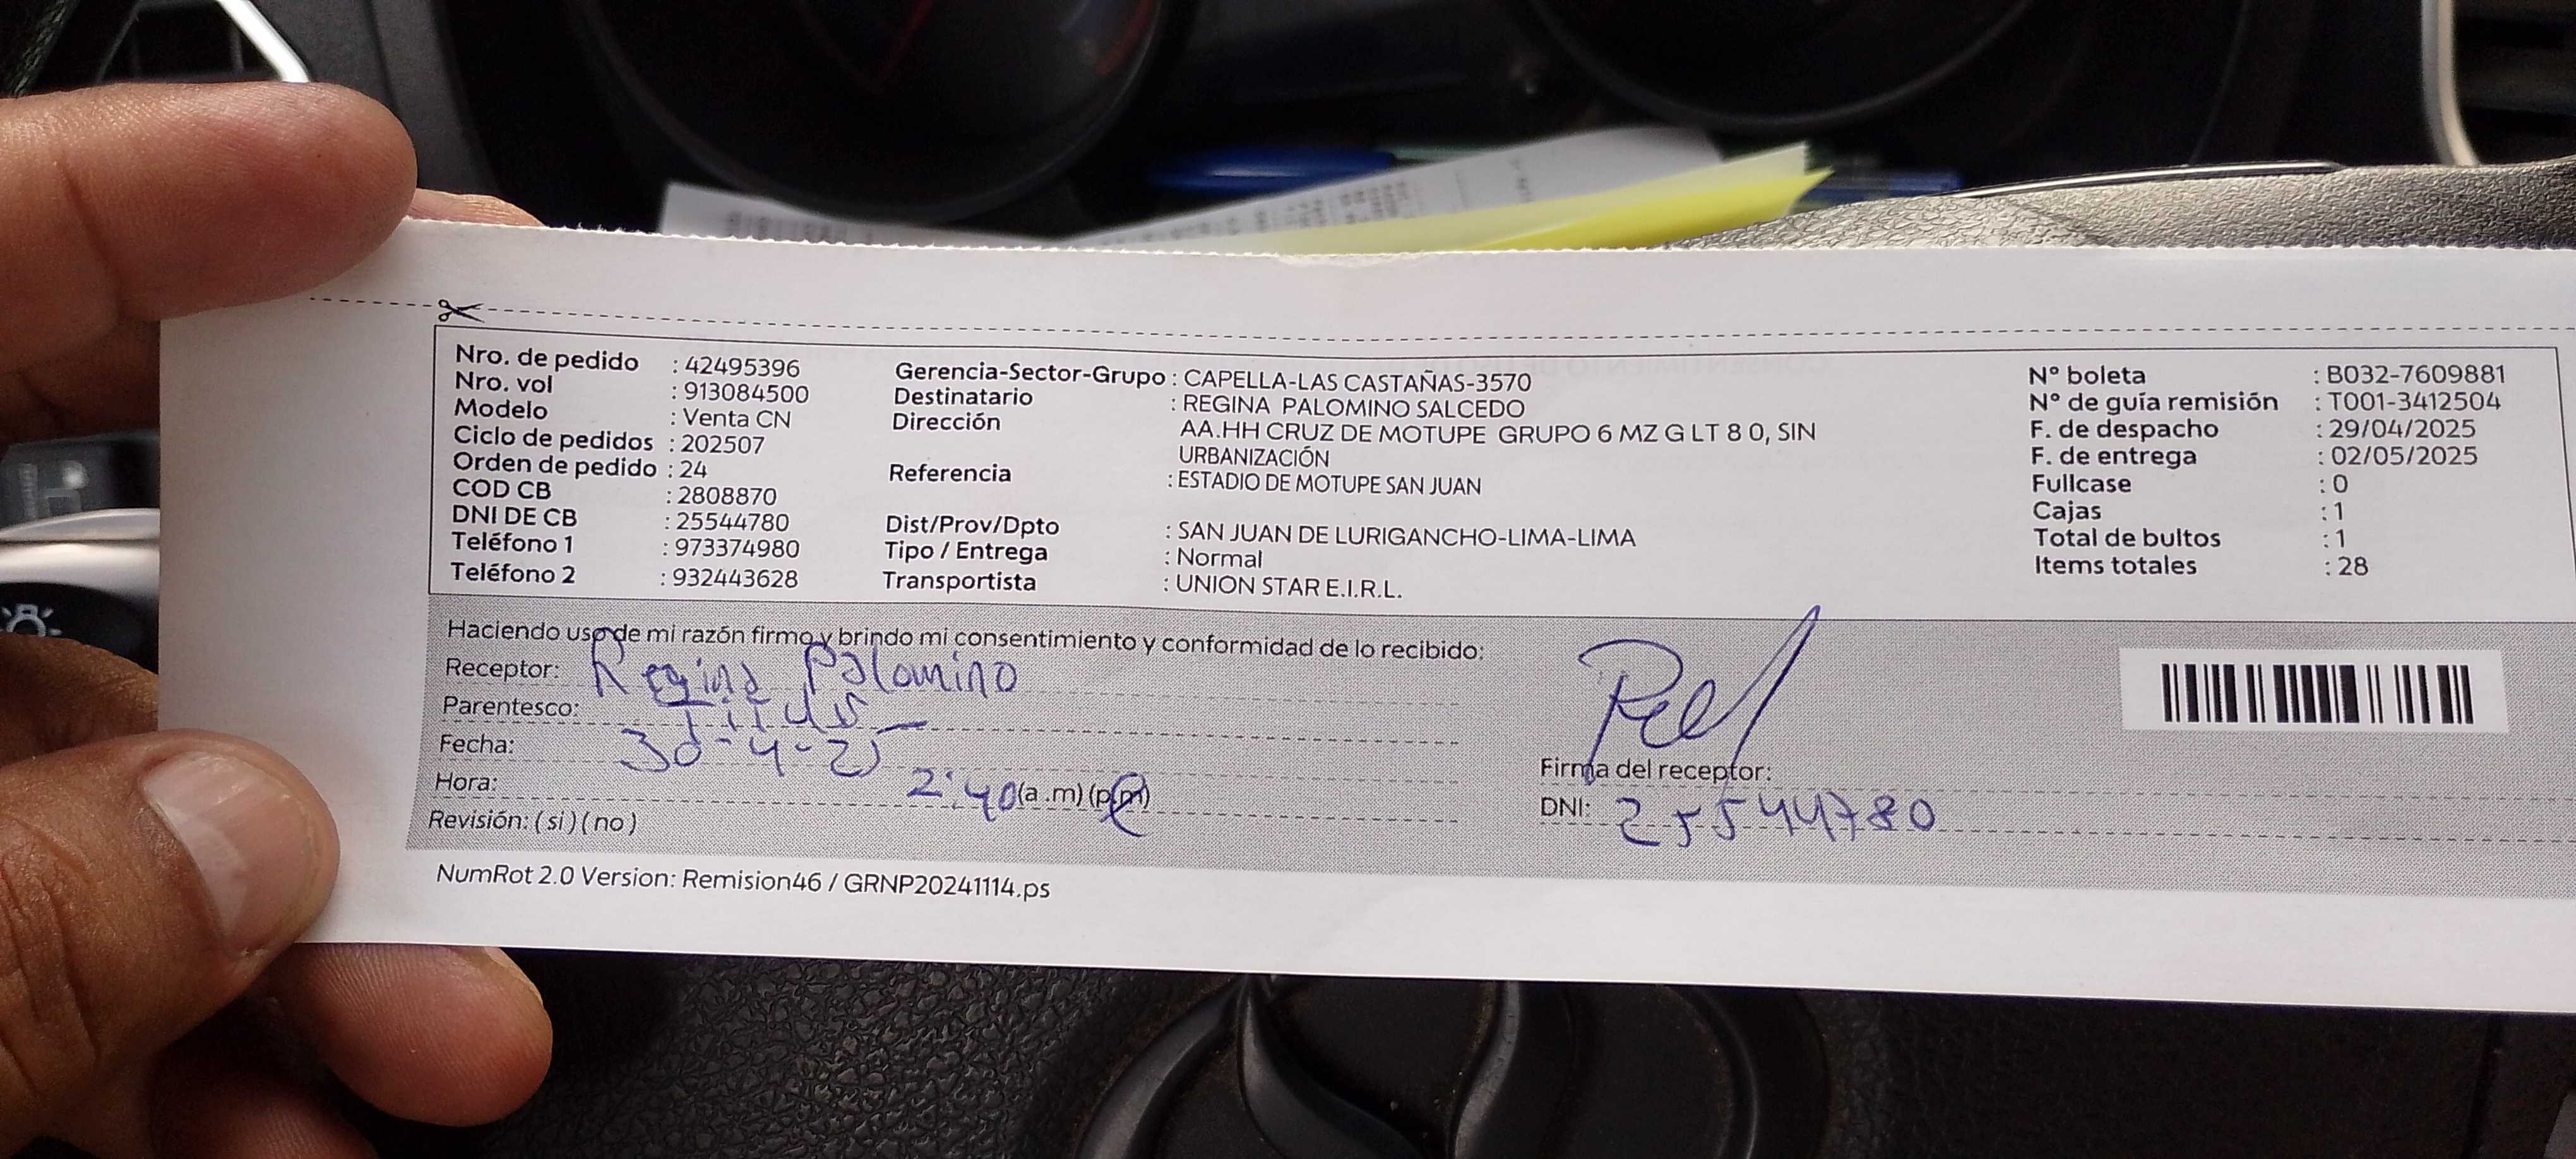 Nro. de pedido : 42495396
Nro. vol : 913084500
Modelo : Venta CN
Ciclo de pedidos : 202507
Orden de pedido : 24
COD CB : 2808870
DNI DE CB : 25544780
Teléfono 1 : 973374980
Teléfono 2 : 932443628
Gerencia-Sector-Grupo : CAPELLA-LAS CASTAÑAS-3570
Destinatario : REGINA PALOMINO SALCEDO
Dirección AA.HH CRUZ DE MOTUPE GRUPO 6 MZ G LT 8 0, SIN
URBANIZACIÓN
Referencia : ESTADIO DE MOTUPE SAN JUAN
Dist/Prov/Dpto : SAN JUAN DE LURIGANCHO-LIMA-LIMA
Tipo / Entrega : Normal
Transportista : UNION STAR E.I.R.L.
N° boleta : B032-7609881
N° de guía remisión : T001-3412504
F. de despacho : 29/04/2025
F. de entrega : 02/05/2025
Fullcase : 0
Cajas : 1
Total de bultos : 1
Items totales : 28
Haciendo uso de mi razón firmo y brindo mi consentimiento y conformidad de lo recibido:
Receptor: Regina Palomino
Parentesco:
Fecha: 30-4-25
Hora: 2:40 (a.m) (p.m)
Revisión: ( si ) ( no )
Firma del receptor:
DNI: 25544780
NumRot 2.0 Version: Remision46 / GRNP20241114.ps